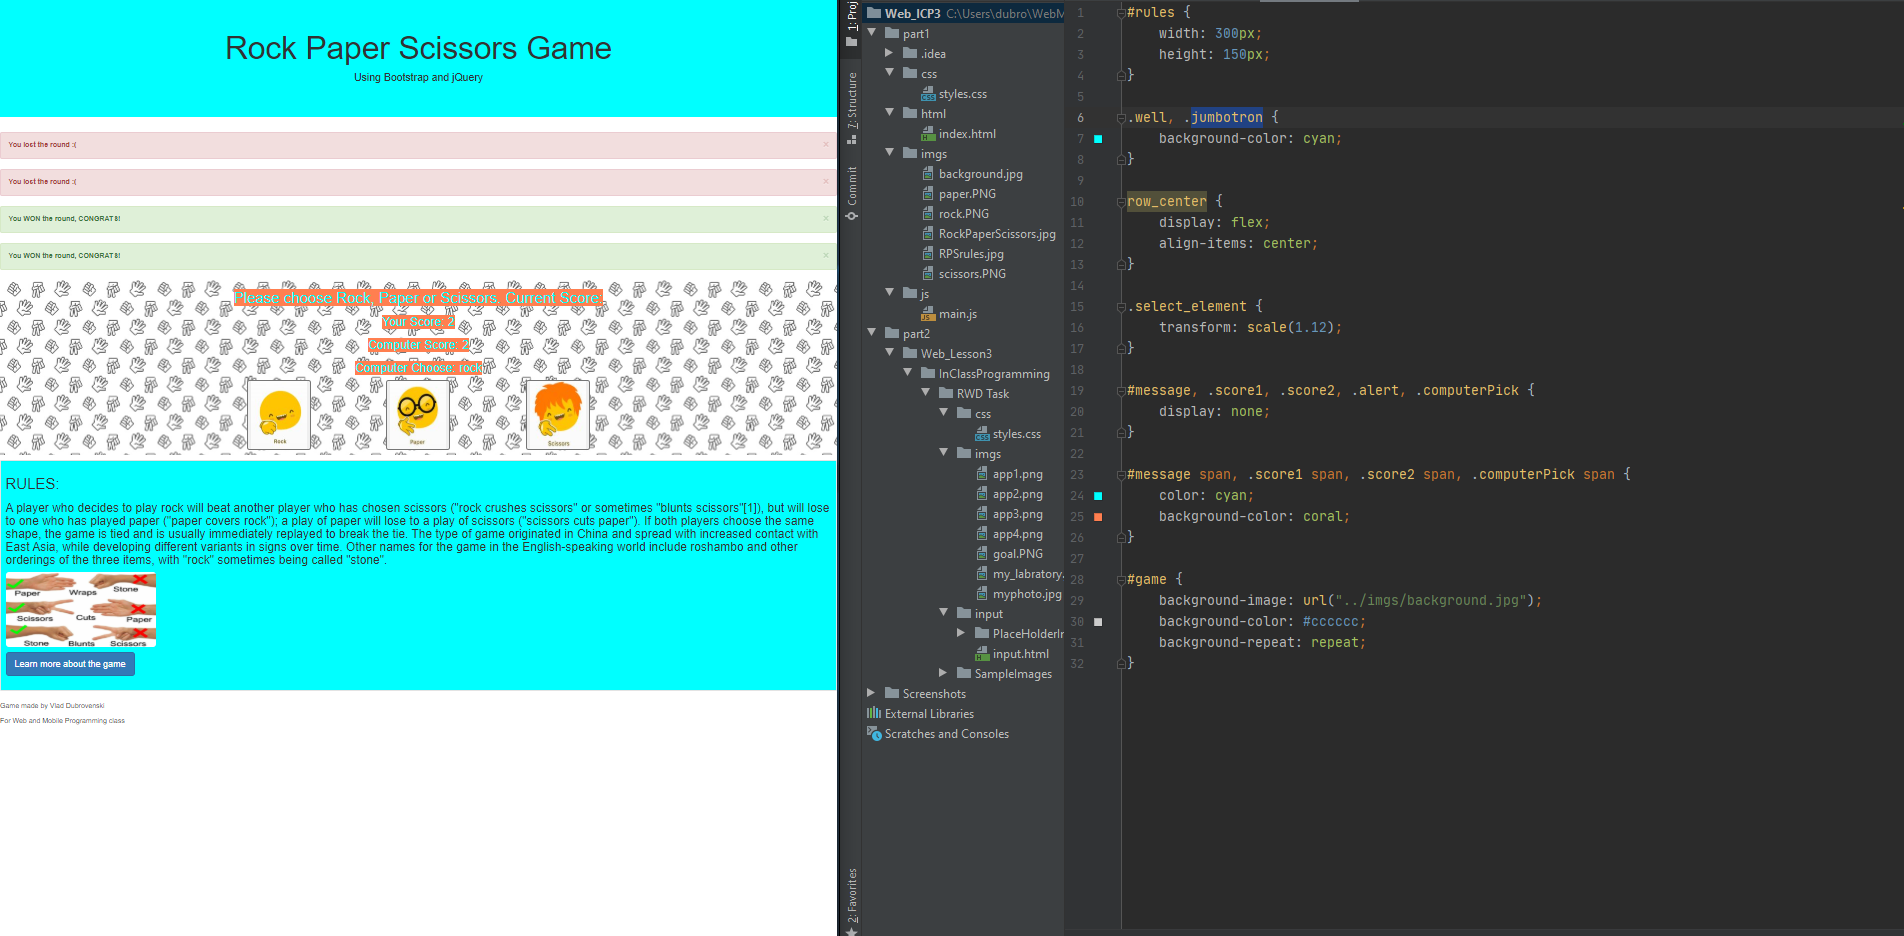 Rock Paper Scissors Game
Using Bootstrap and jQuery
You lost the round :(
×
You lost the round :(
×
You WON the round, CONGRATS!
×
You WON the round, CONGRATS!
×
Please choose Rock, Paper or Scissors. Current Score:
Your Score: 2
Computer Score: 2
Computer Choose: rock
Rock
Paper
Scissors
RULES:
A player who decides to play rock will beat another player who has chosen scissors ("rock crushes scissors" or sometimes "blunts scissors"[1]), but will lose
to one who has played paper ("paper covers rock"); a play of paper will lose to a play of scissors ("scissors cuts paper"). If both players choose the same
shape, the game is tied and is usually immediately replayed to break the tie. The type of game originated in China and spread with increased contact with
East Asia, while developing different variants in signs over time. Other names for the game in the English-speaking world include roshambo and other
orderings of the three items, with "rock" sometimes being called "stone".
Paper Wraps Stone
Scissors Cuts Paper
Stone Blunts Scissors
Learn more about the game
Game made by Vlad Dubrovenski
For Web and Mobile Programming class
1: Proj
7: Structure
Commit
2: Favorites
Web_ICP3 C:\Users\dubro\WebM
part1
.idea
css
styles.css
html
index.html
imgs
background.jpg
paper.PNG
rock.PNG
RockPaperScissors.jpg
RPSrules.jpg
scissors.PNG
js
main.js
part2
Web_Lesson3
InClassProgramming
RWD Task
css
styles.css
imgs
app1.png
app2.png
app3.png
app4.png
goal.PNG
my_labratory.
myphoto.jpg
input
PlaceHolderIn
input.html
SampleImages
Screenshots
External Libraries
Scratches and Consoles
1 #rules {
2 width: 300px;
3 height: 150px;
4 }
5
6 .well, .jumbotron {
7 background-color: cyan;
8 }
9
10 row_center {
11 display: flex;
12 align-items: center;
13 }
14
15 .select_element {
16 transform: scale(1.12);
17 }
18
19 #message, .score1, .score2, .alert, .computerPick {
20 display: none;
21 }
22
23 #message span, .score1 span, .score2 span, .computerPick span {
24 color: cyan;
25 background-color: coral;
26 }
27
28 #game {
29 background-image: url("../imgs/background.jpg");
30 background-color: #cccccc;
31 background-repeat: repeat;
32 }